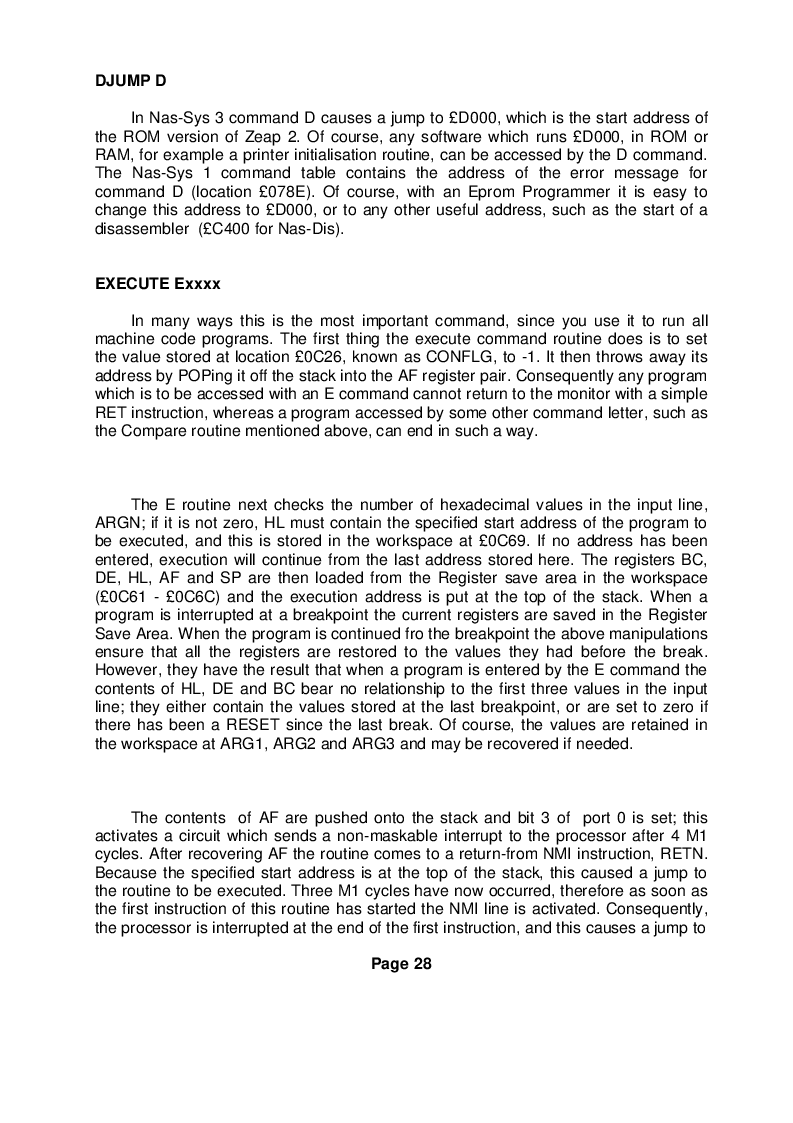 DJUMP D
In Nas-Sys 3 command D causes a jump to £D000, which is the start address of
the ROM version of Zeap 2. Of course, any software which runs £D000, in ROM or
RAM, for example a printer initialisation routine, can be accessed by the D command.
The Nas-Sys 1 command table contains the address of the error message for
command D (location £078E). Of course, with an Eprom Programmer it is easy to
change this address to £D000, or to any other useful address, such as the start of a
disassembler (£C400 for Nas-Dis).
EXECUTE Exxxx
In many ways this is the most important command, since you use it to run all
machine code programs. The first thing the execute command routine does is to set
the value stored at location £0C26, known as CONFLG, to -1. It then throws away its
address by POPing it off the stack into the AF register pair. Consequently any program
which is to be accessed with an E command cannot return to the monitor with a simple
RET instruction, whereas a program accessed by some other command letter, such as
the Compare routine mentioned above, can end in such a way.
The E routine next checks the number of hexadecimal values in the input line,
ARGN; if it is not zero, HL must contain the specified start address of the program to
be executed, and this is stored in the workspace at £0C69. If no address has been
entered, execution will continue from the last address stored here. The registers BC,
DE, HL, AF and SP are then loaded from the Register save area in the workspace
(£0C61 - £0C6C) and the execution address is put at the top of the stack. When a
program is interrupted at a breakpoint the current registers are saved in the Register
Save Area. When the program is continued fro the breakpoint the above manipulations
ensure that all the registers are restored to the values they had before the break.
However, they have the result that when a program is entered by the E command the
contents of HL, DE and BC bear no relationship to the first three values in the input
line; they either contain the values stored at the last breakpoint, or are set to zero if
there has been a RESET since the last break. Of course, the values are retained in
the workspace at ARG1, ARG2 and ARG3 and may be recovered if needed.
The contents of AF are pushed onto the stack and bit 3 of port 0 is set; this
activates a circuit which sends a non-maskable interrupt to the processor after 4 M1
cycles. After recovering AF the routine comes to a return-from NMI instruction, RETN.
Because the specified start address is at the top of the stack, this caused a jump to
the routine to be executed. Three M1 cycles have now occurred, therefore as soon as
the first instruction of this routine has started the NMI line is activated. Consequently,
the processor is interrupted at the end of the first instruction, and this causes a jump to
Page 28